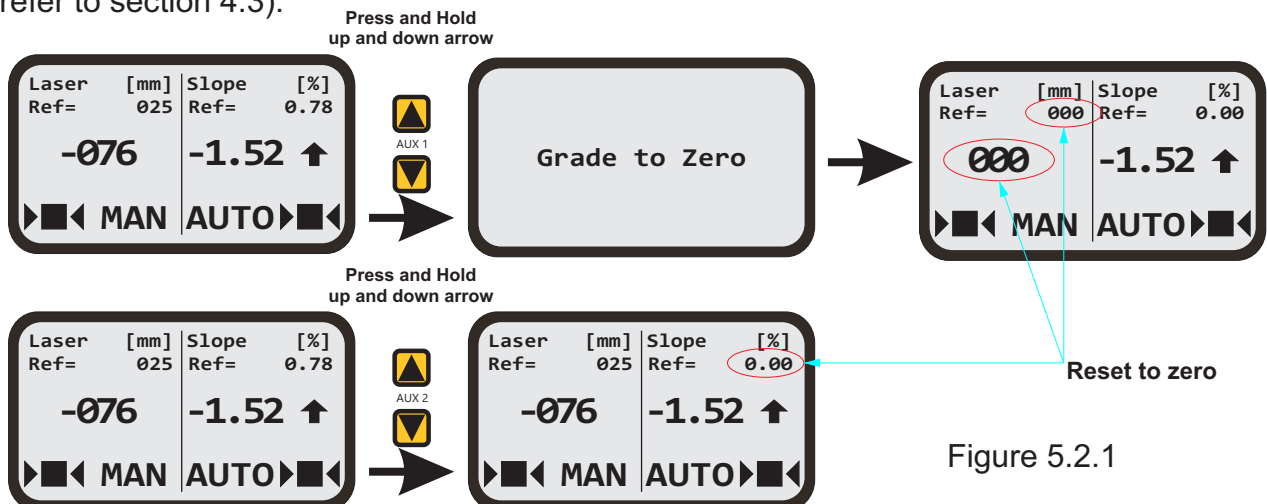 refer to section 4.3).
Press and Hold
up and down arrow
Laser [mm] Slope [%]
Ref= 025 Ref= 0.78
-076 -1.52
MAN AUTO
AUX 1
Grade to Zero
Laser [mm] Slope [%]
Ref= 000 Ref= 0.00
000 -1.52
MAN AUTO
Press and Hold
up and down arrow
Laser [mm] Slope [%]
Ref= 025 Ref= 0.78
-076 -1.52
MAN AUTO
AUX 2
Laser [mm] Slope [%]
Ref= 025 Ref= 0.00
-076 -1.52
MAN AUTO
Reset to zero
Figure 5.2.1